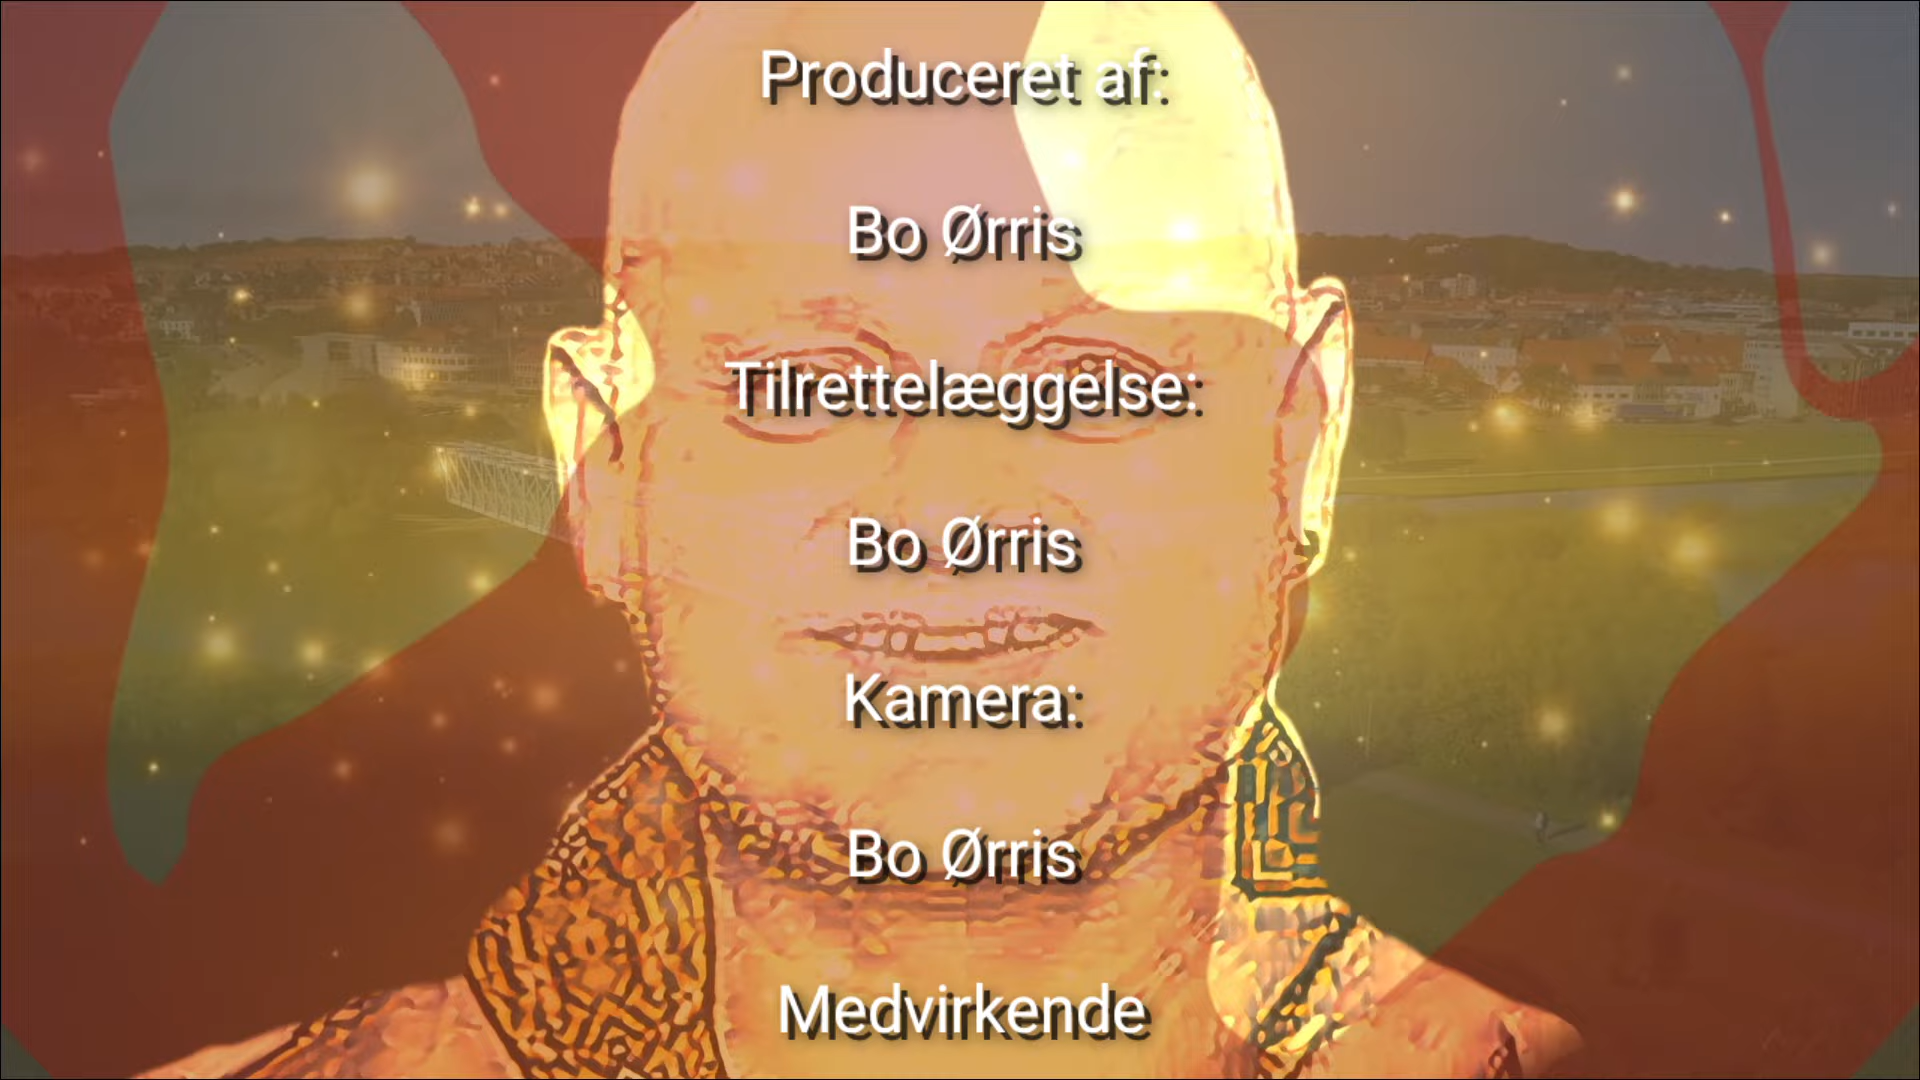 Produceret af:
Bo Ørris
Tilrettelæggelse:
Bo Ørris
Kamera:
Bo Ørris
Medvirkende